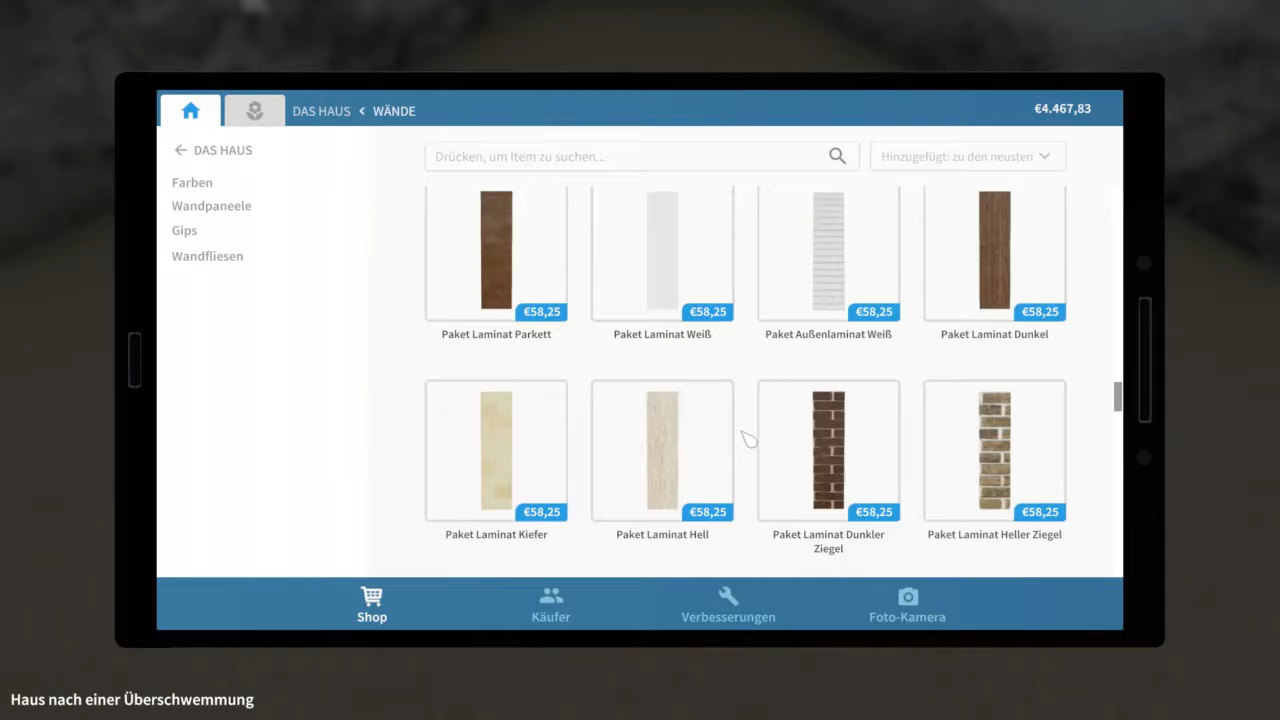 DAS HAUS < WÄNDE
€4.467,83
DAS HAUS
Farben
Wandpaneele
Gips
Wandfliesen
Drücken, um Item zu suchen...
Hinzugefügt: zu den neusten
€58,25
€58,25
€58,25
€58,25
Paket Laminat Parkett
Paket Laminat Weiß
Paket Außenlaminat Weiß
Paket Laminat Dunkel
€58,25
€58,25
€58,25
€58,25
Paket Laminat Kiefer
Paket Laminat Hell
Paket Laminat Dunkler
Ziegel
Paket Laminat Heller Ziegel
Shop
Käufer
Verbesserungen
Foto-Kamera
Haus nach einer Überschwemmung